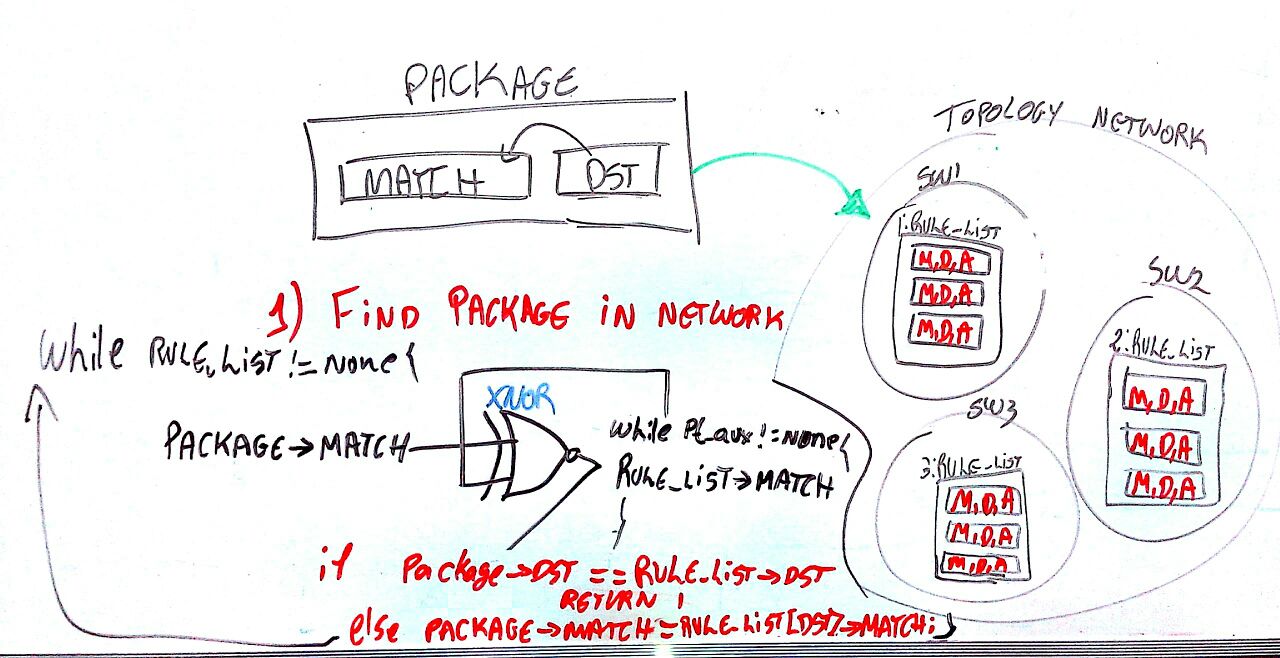 PACKAGE
MATCH
DST
TOPOLOGY NETWORK
SW1
1:RULE_LIST
M,D,A
M,D,A
M,D,A
SW2
2:RULE_LIST
M,D,A
M,D,A
M,D,A
SW3
3:RULE_LIST
M,D,A
M,D,A
M,D,A
1) FIND PACKAGE IN NETWORK
While RULE_LIST != None {
XNOR
PACKAGE→MATCH
while Pt_aux != None {
RULE_LIST→MATCH
}
if Package→DST == RULE_LIST→DST
RETURN 1
else PACKAGE→MATCH = RULE_LIST[DST]→MATCH;
}